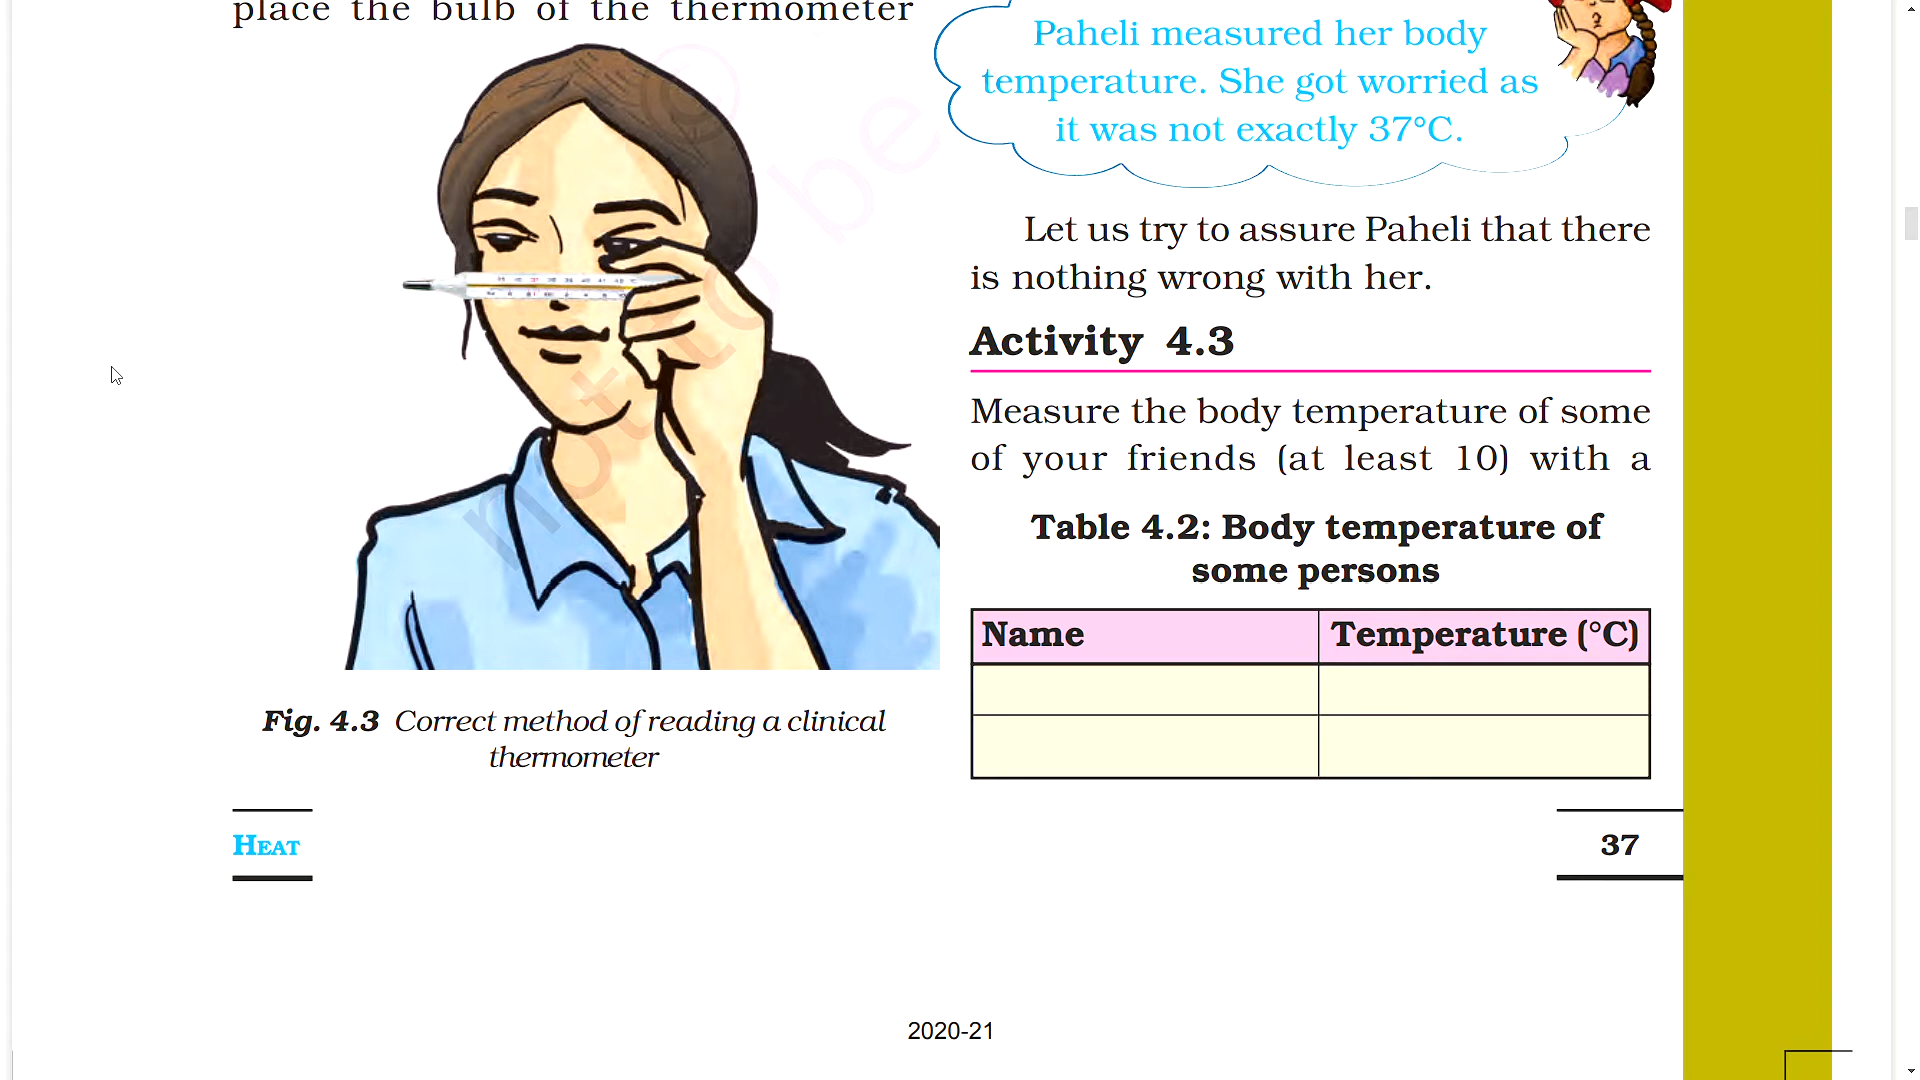 place the bulb of the thermometer
Fig. 4.3 Correct method of reading a clinical
thermometer
Paheli measured her body
temperature. She got worried as
it was not exactly 37°C.
Let us try to assure Paheli that there
is nothing wrong with her.
Activity 4.3
Measure the body temperature of some
of your friends (at least 10) with a
Table 4.2: Body temperature of
some persons
Name Temperature (°C)
HEAT
37
2020-21
©
not to be